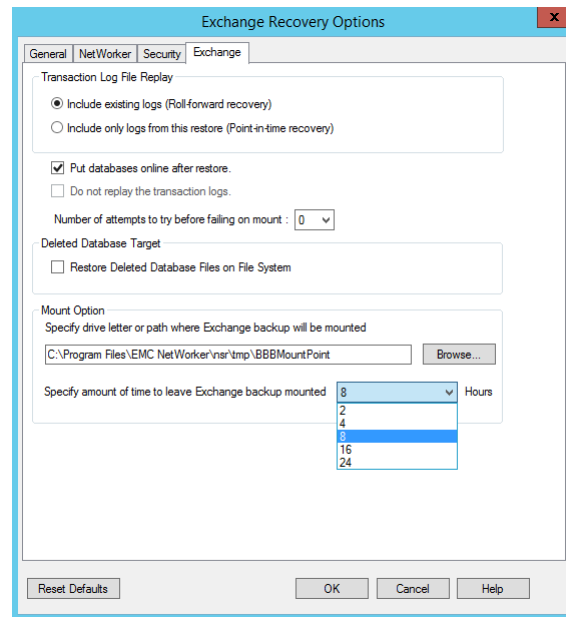 Exchange Recovery Options
x
General NetWorker Security Exchange
Transaction Log File Replay
Include existing logs (Roll-forward recovery)
Include only logs from this restore (Point-in-time recovery)
Put databases online after restore.
Do not replay the transaction logs.
Number of attempts to try before failing on mount : 0
Deleted Database Target
Restore Deleted Database Files on File System
Mount Option
Specify drive letter or path where Exchange backup will be mounted
C:\Program Files\EMC NetWorker\nsr\tmp\BBBMountPoint Browse...
Specify amount of time to leave Exchange backup mounted 8 Hours
2
4
8
16
24
Reset Defaults OK Cancel Help